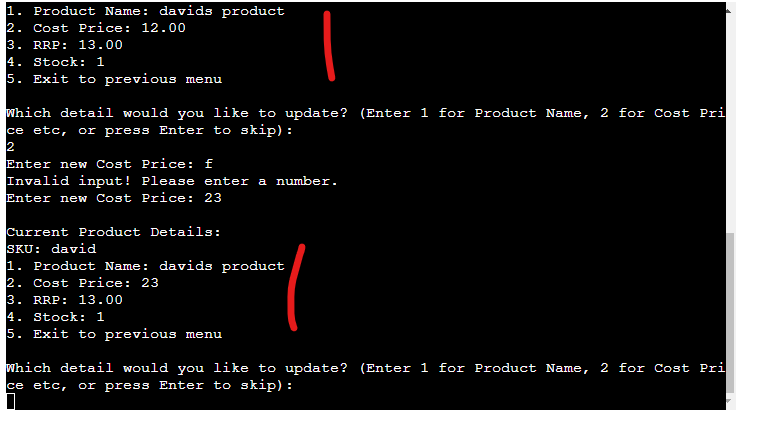 1. Product Name: davids product
2. Cost Price: 12.00
3. RRP: 13.00
4. Stock: 1
5. Exit to previous menu
Which detail would you like to update? (Enter 1 for Product Name, 2 for Cost Pri
ce etc, or press Enter to skip):
2
Enter new Cost Price: f
Invalid input! Please enter a number.
Enter new Cost Price: 23
Current Product Details:
SKU: david
1. Product Name: davids product
2. Cost Price: 23
3. RRP: 13.00
4. Stock: 1
5. Exit to previous menu
Which detail would you like to update? (Enter 1 for Product Name, 2 for Cost Pri
ce etc, or press Enter to skip):